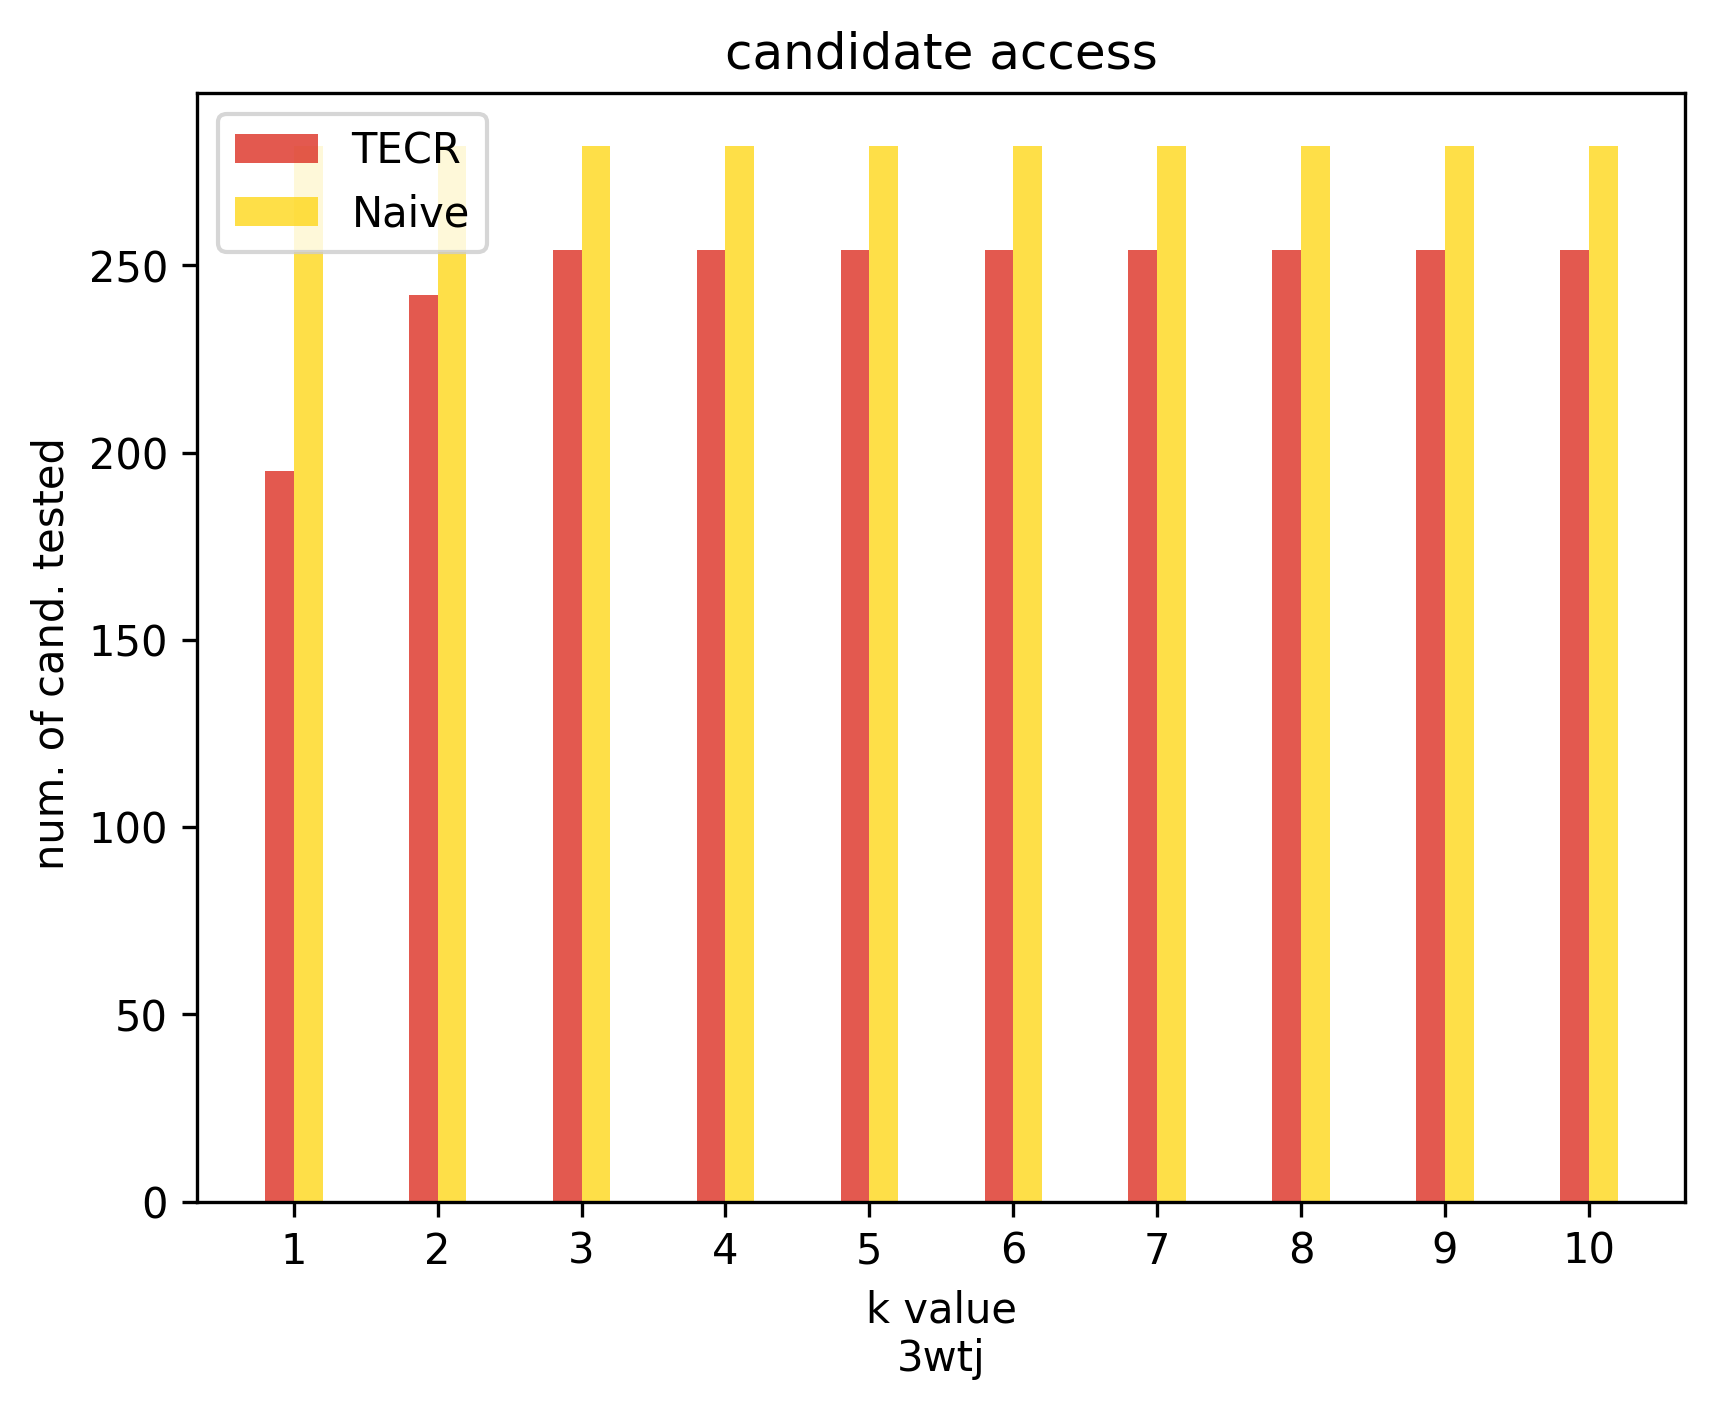 candidate access
TECR
Naive
num. of cand. tested
250
200
150
100
50
0
1 2 3 4 5 6 7 8 9 10
k value
3wtj